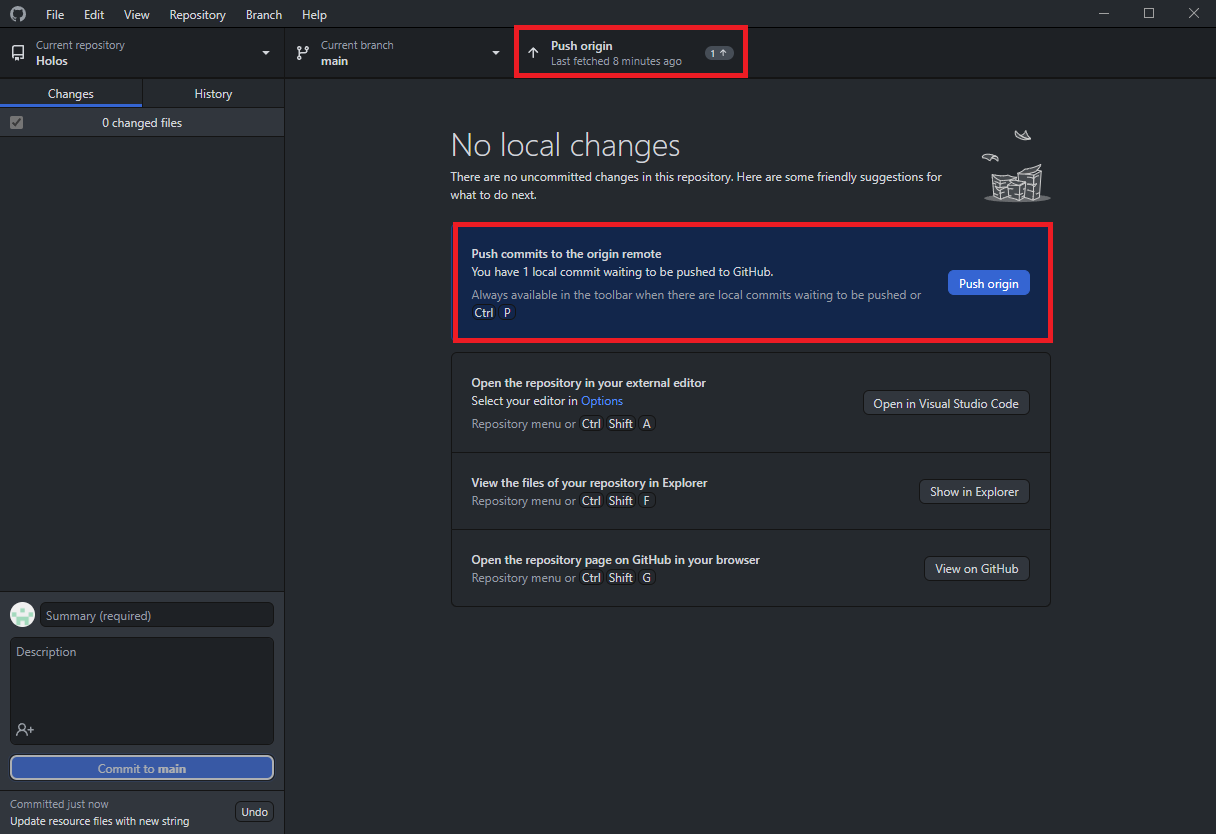 File Edit View Repository Branch Help
Current repository
Holos
Current branch
main
Push origin
Last fetched 8 minutes ago
1
Changes History
0 changed files
No local changes
There are no uncommitted changes in this repository. Here are some friendly suggestions for
what to do next.
Push commits to the origin remote
You have 1 local commit waiting to be pushed to GitHub.
Always available in the toolbar when there are local commits waiting to be pushed or
Ctrl P
Push origin
Open the repository in your external editor
Select your editor in Options
Repository menu or Ctrl Shift A
Open in Visual Studio Code
View the files of your repository in Explorer
Repository menu or Ctrl Shift F
Show in Explorer
Open the repository page on GitHub in your browser
Repository menu or Ctrl Shift G
View on GitHub
Summary (required)
Description
Commit to main
Committed just now
Update resource files with new string
Undo